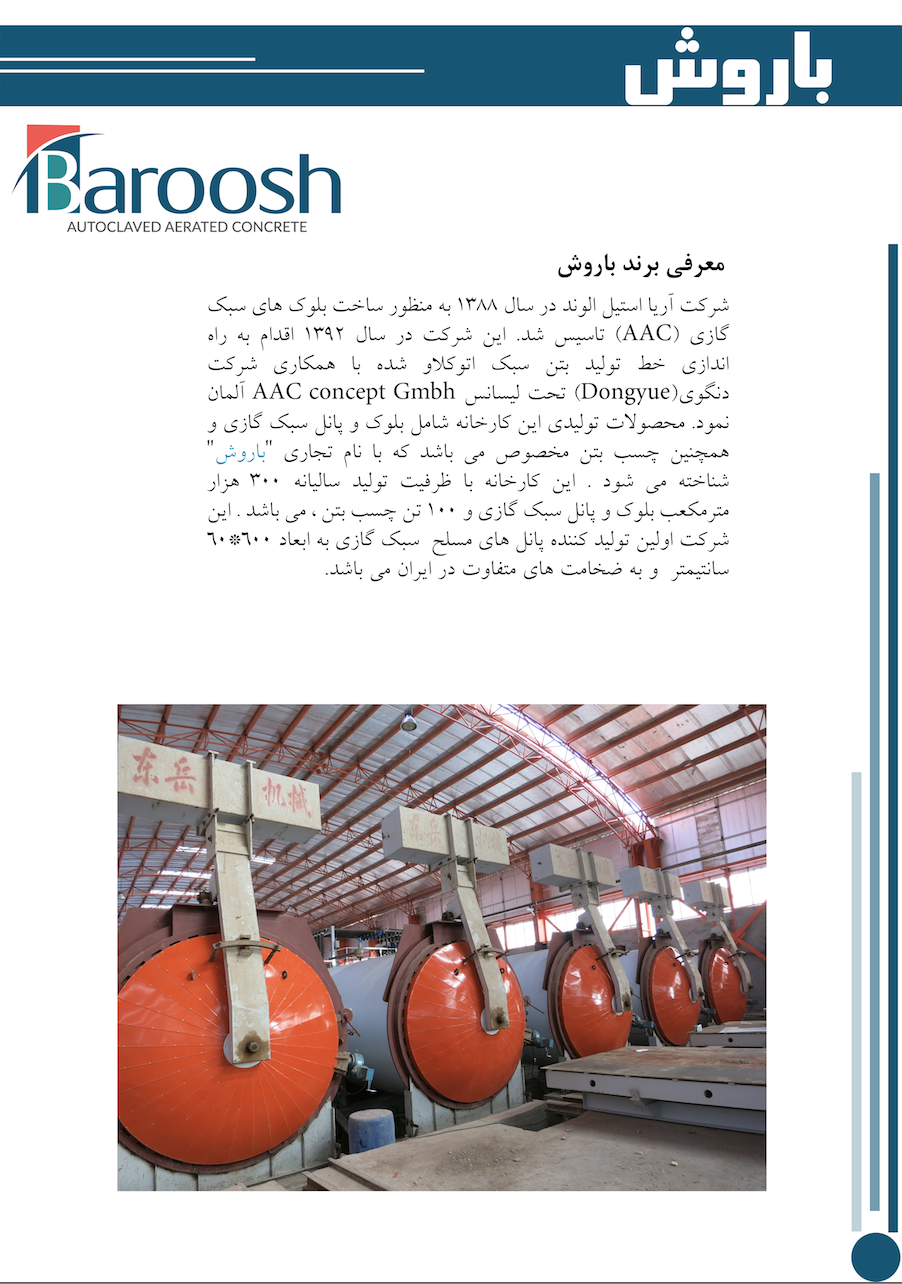 باروش
Baroosh
AUTOCLAVED AERATED CONCRETE
معرفی برند باروش
شرکت آریا استیل الوند در سال ۱۳۸۸ به منظور ساخت بلوک های سبک
گازی (AAC) تاسیس شد. این شرکت در سال ۱۳۹۲ اقدام به راه
اندازی خط تولید بتن سبک اتوکلاو شده با همکاری شرکت
دنگوی(Dongyue) تحت لیسانس AAC concept Gmbh آلمان
نمود. محصولات تولیدی این کارخانه شامل بلوک و پانل سبک گازی و
همچنین چسب بتن مخصوص می باشد که با نام تجاری "باروش"
شناخته می شود . این کارخانه با ظرفیت تولید سالیانه ۳۰۰ هزار
مترمکعب بلوک و پانل سبک گازی و ۱۰۰ تن چسب بتن ، می باشد . این
شرکت اولین تولید کننده پانل های مسلح سبک گازی به ابعاد ۶۰۰*۶۰
سانتیمتر و به ضخامت های متفاوت در ایران می باشد.
东岳 机械
东岳 机械